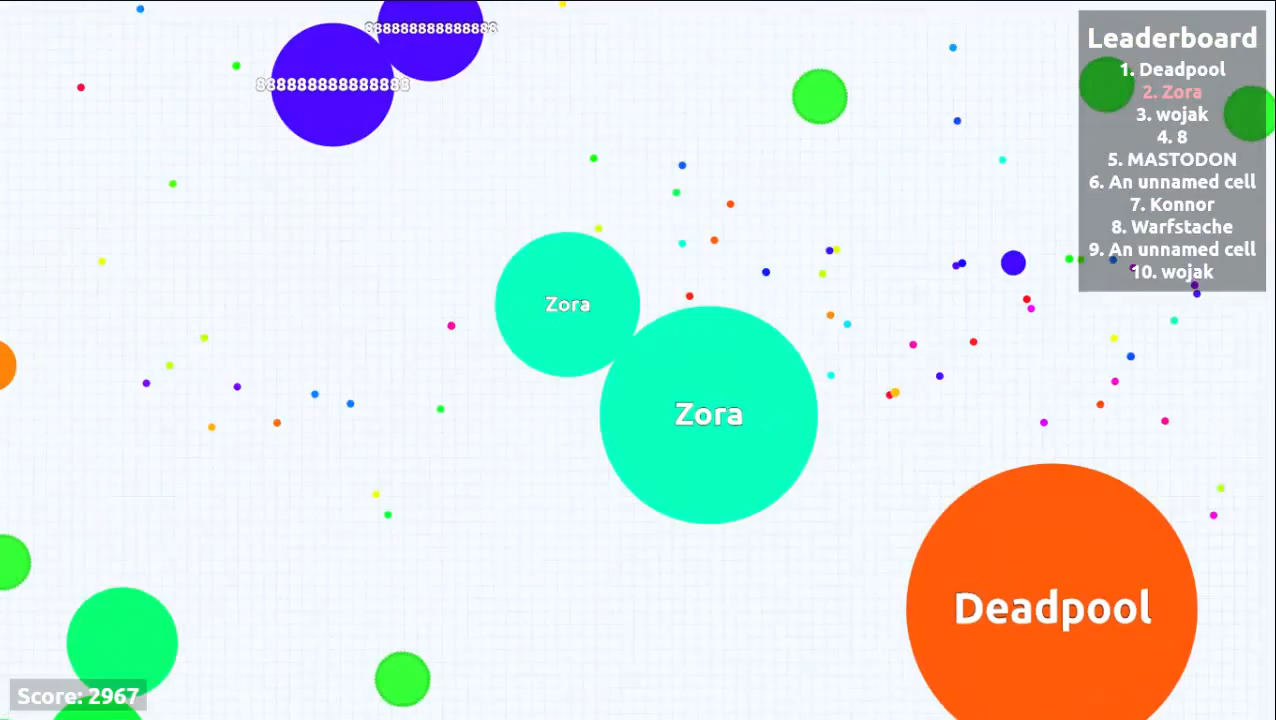 8888888888888888
888888888888888
Leaderboard
1. Deadpool
2. Zora
3. wojak
4. 8
5. MASTODON
6. An unnamed cell
7. Konnor
8. Warfstache
9. An unnamed cell
10. wojak
Zora
Zora
Deadpool
Score: 2967